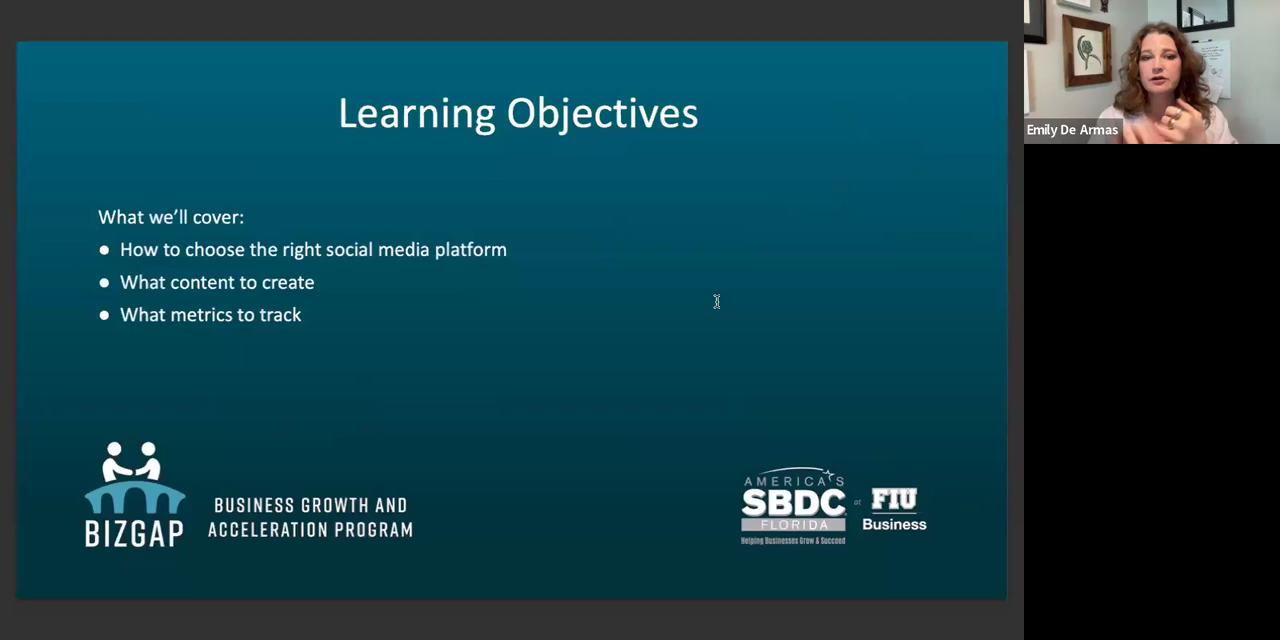 Learning Objectives
Emily De Armas
What we'll cover:
● How to choose the right social media platform
● What content to create
● What metrics to track
BIZGAP
BUSINESS GROWTH AND
ACCELERATION PROGRAM
AMERICA'S
SBDC
FLORIDA
Helping Businesses Grow & Succeed
at
FIU
Business